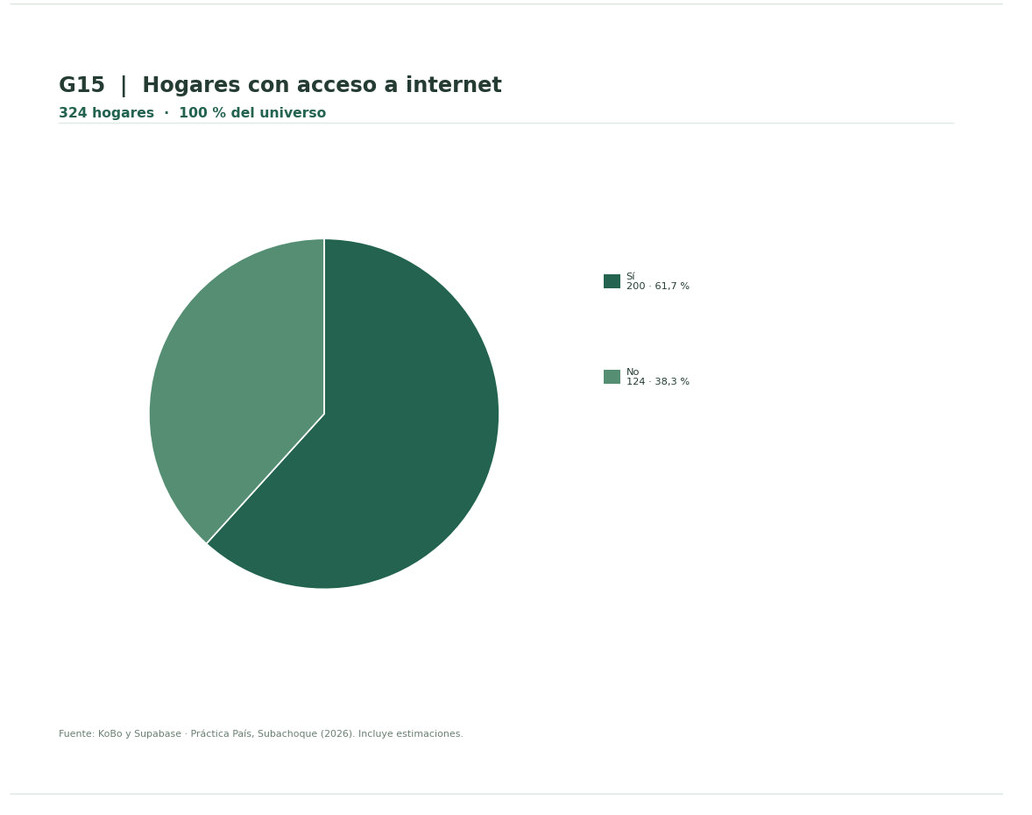 G15 | Hogares con acceso a internet
324 hogares · 100 % del universo
Sí
200 · 61,7 %
No
124 · 38,3 %
Fuente: KoBo y Supabase · Práctica País, Subachoque (2026). Incluye estimaciones.